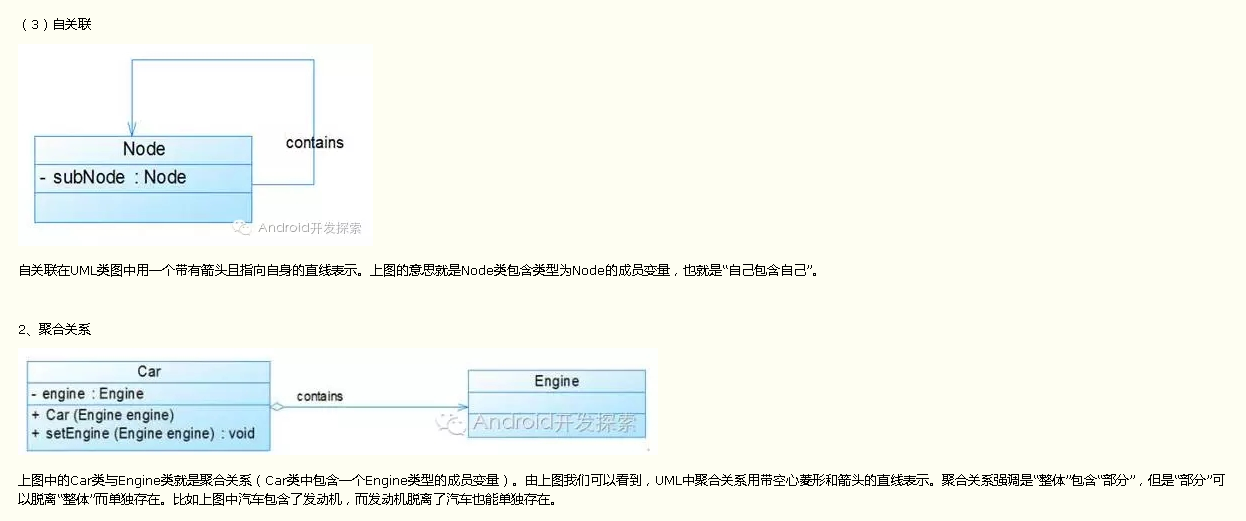 （3）自关联
contains
Node
- subNode : Node
Android开发探索
自关联在UML类图中用一个带有箭头且指向自身的直线表示。上图的意思就是Node类包含类型为Node的成员变量，也就是“自己包含自己”。
2、聚合关系
Car
- engine : Engine
+ Car (Engine engine)
+ setEngine (Engine engine) : void
contains
Engine
Android开发探索
上图中的Car类与Engine类就是聚合关系（Car类中包含一个Engine类型的成员变量）。由上图我们可以看到，UML中聚合关系用带空心菱形和箭头的直线表示。聚合关系强调是“整体”包含“部分”，但是“部分”可
以脱离“整体”而单独存在。比如上图中汽车包含了发动机，而发动机脱离了汽车也能单独存在。